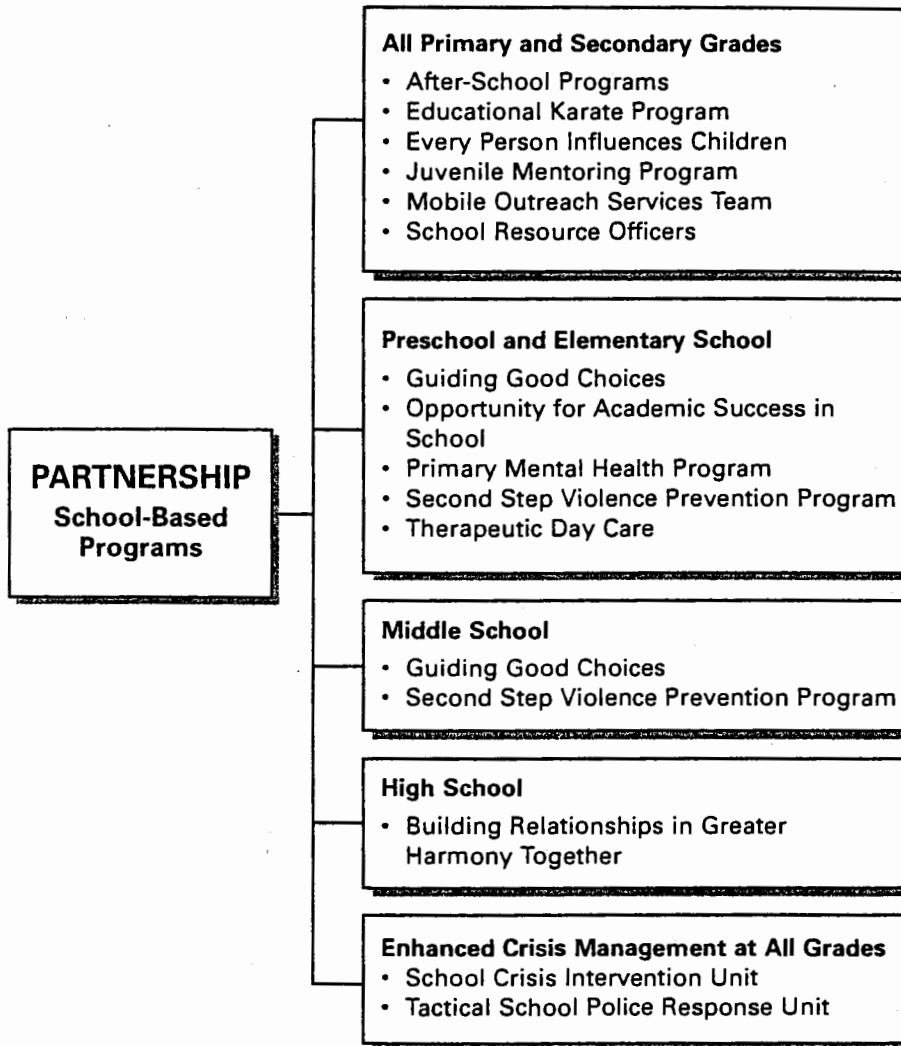 All Primary and Secondary Grades
• After-School Programs
• Educational Karate Program
• Every Person Influences Children
• Juvenile Mentoring Program
• Mobile Outreach Services Team
• School Resource Officers
Preschool and Elementary School
• Guiding Good Choices
• Opportunity for Academic Success in
School
• Primary Mental Health Program
• Second Step Violence Prevention Program
• Therapeutic Day Care
PARTNERSHIP
School-Based
Programs
Middle School
• Guiding Good Choices
• Second Step Violence Prevention Program
High School
• Building Relationships in Greater
Harmony Together
Enhanced Crisis Management at All Grades
• School Crisis Intervention Unit
• Tactical School Police Response Unit